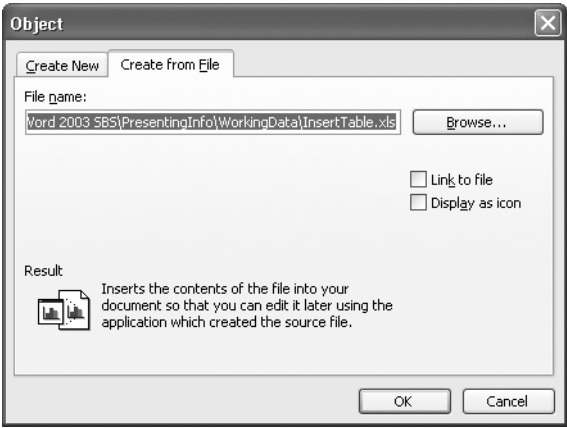 Object
Create New
Create from File
File name:
Word 2003 SBS\PresentingInfo\WorkingData\InsertTable.xls
Browse...
Link to file
Display as icon
Result
Inserts the contents of the file into your
document so that you can edit it later using the
application which created the source file.
OK
Cancel